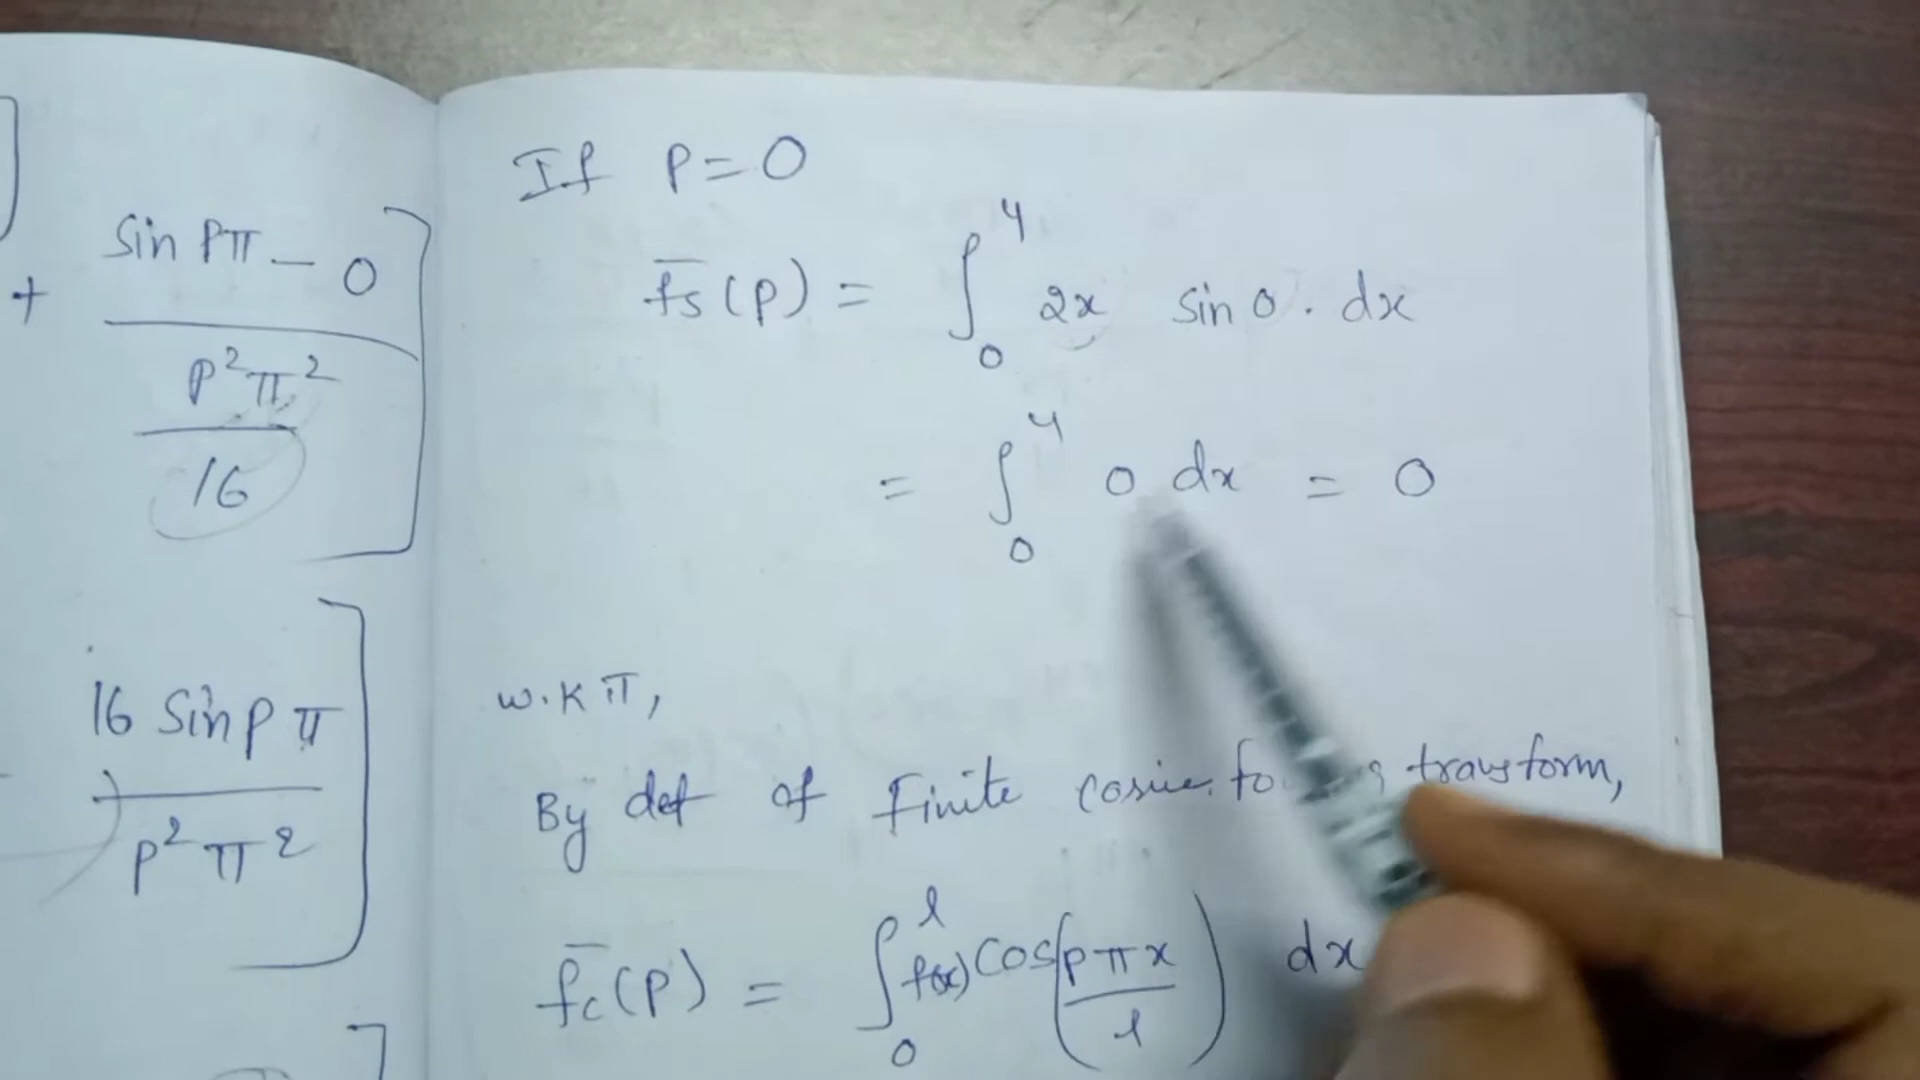 sin pπ - 0
+
p²π²
16
16 sin p π
p² π²
If p = 0
f̅s (p) = ∫₀⁴ 2x sin 0 . dx
= ∫₀⁴ 0 dx = 0
w.k π,
By def of Finite cosine transform,
f̅c (p) = ∫₀ˡ f(x) cos(pπx/l) dx